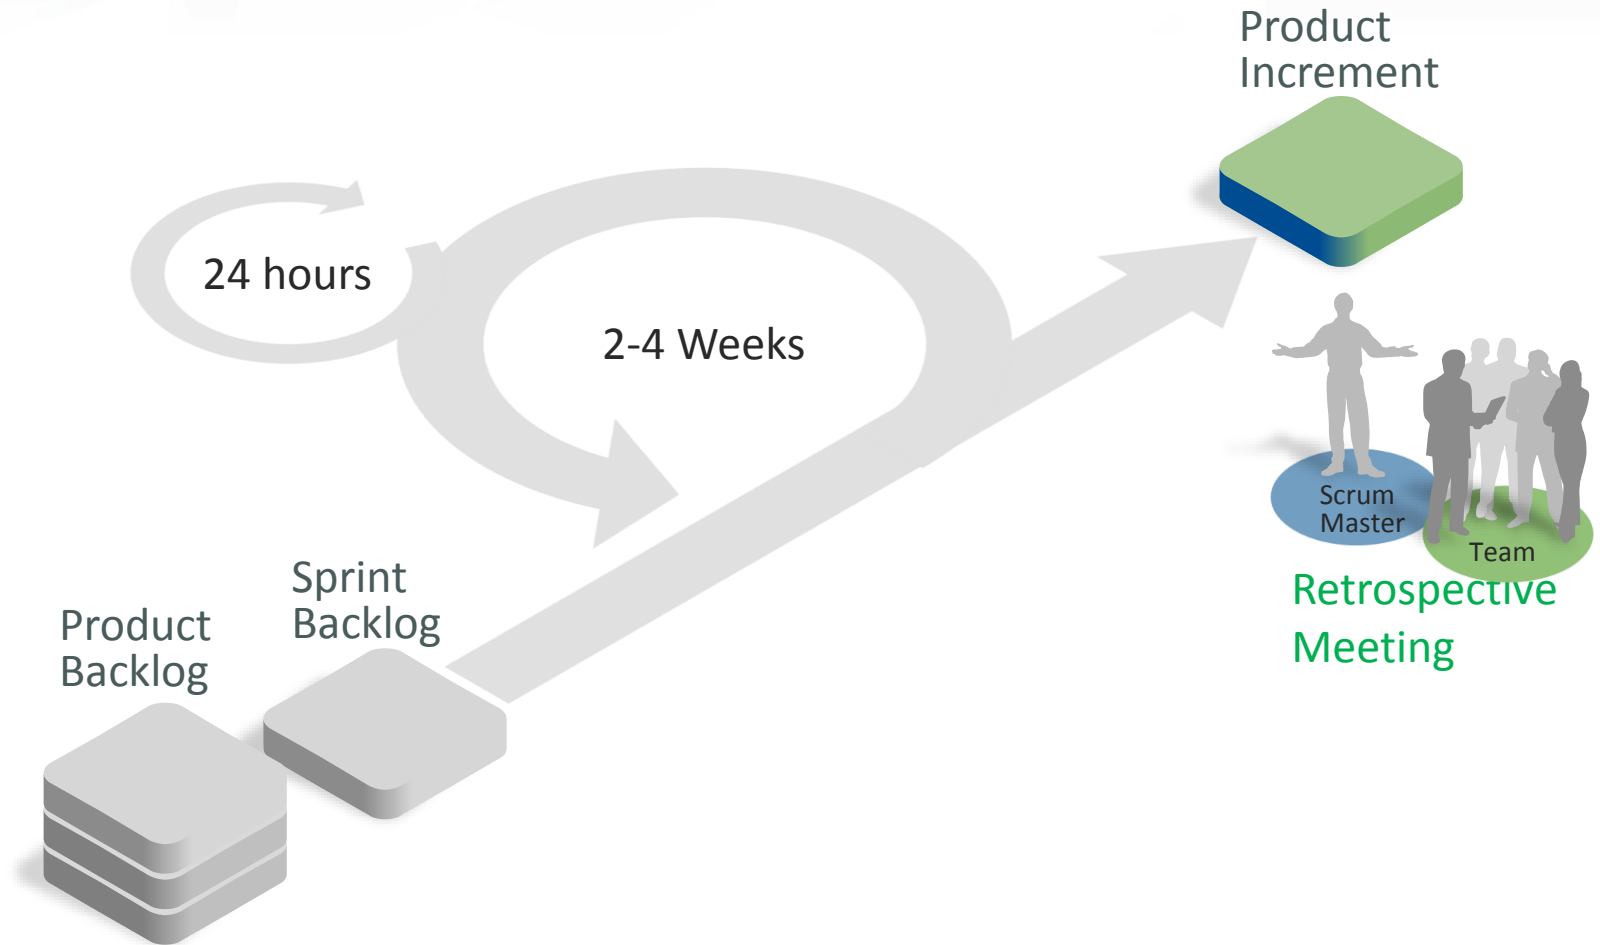 Product
Increment
24 hours
2-4 Weeks
Scrum
Master
Team
Retrospective
Meeting
Sprint
Backlog
Product
Backlog